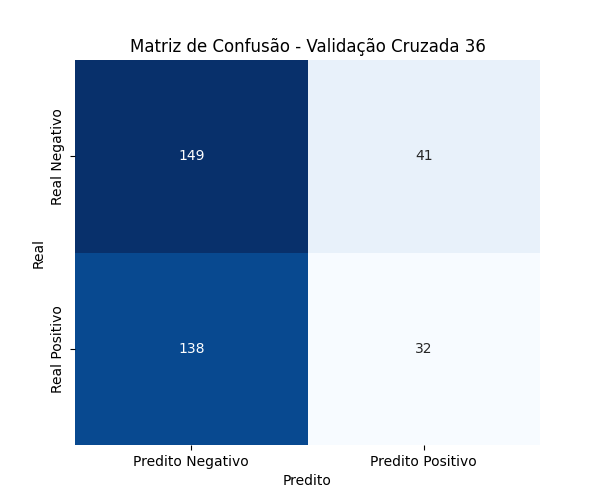 Matriz de Confusão - Validação Cruzada 36
Real
Real Negativo
149
41
Real Positivo
138
32
Predito Negativo
Predito Positivo
Predito